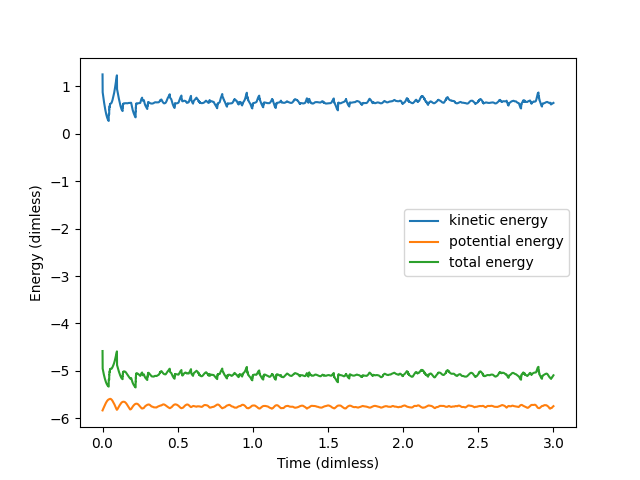 1
0
−1
−2
−3
−4
−5
−6
Energy (dimless)
kinetic energy
potential energy
total energy
0.0 0.5 1.0 1.5 2.0 2.5 3.0
Time (dimless)